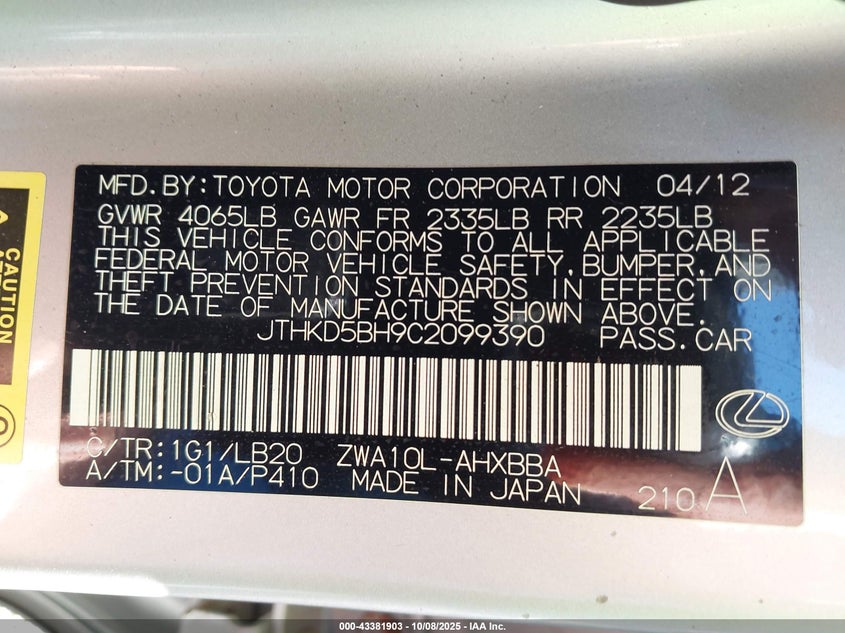 MFD.BY:TOYOTA MOTOR CORPORATION 04/12
GVWR 4065LB GAWR FR 2335LB RR 2235LB
THIS VEHICLE CONFORMS TO ALL APPLICABLE
FEDERAL MOTOR VEHICLE SAFETY,BUMPER,AND
THEFT PREVENTION STANDARDS IN EFFECT ON
THE DATE OF MANUFACTURE SHOWN ABOVE.
JTHKD5BH9C2099390 PASS.CAR
C/TR:1G1/LB20 ZWA10L-AHXBBA
A/TM:-01A/P410 MADE IN JAPAN 210 A
CAUTION
000-43381903 - 10/08/2025 - IAA Inc.